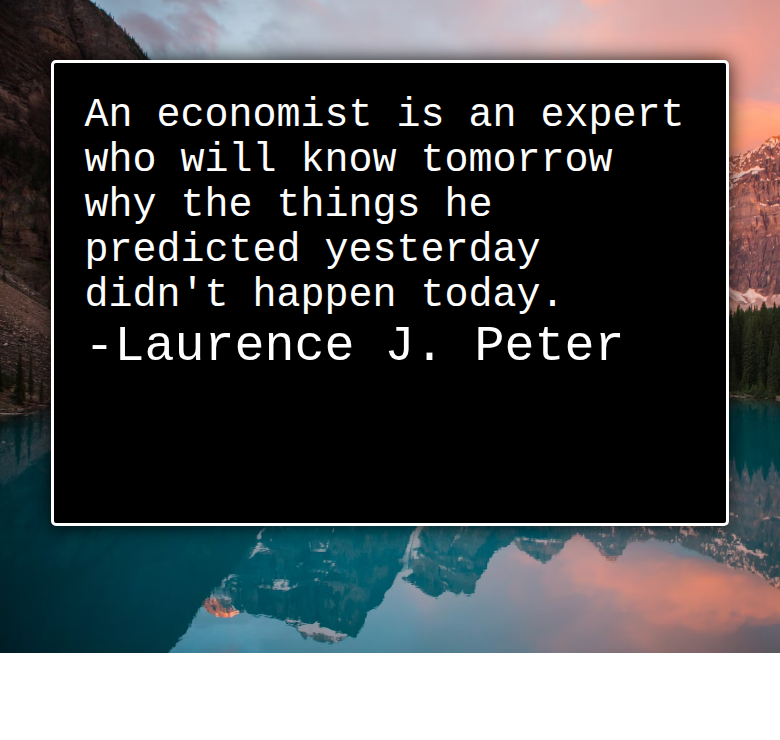 An economist is an expert
who will know tomorrow
why the things he
predicted yesterday
didn't happen today.
-Laurence J. Peter